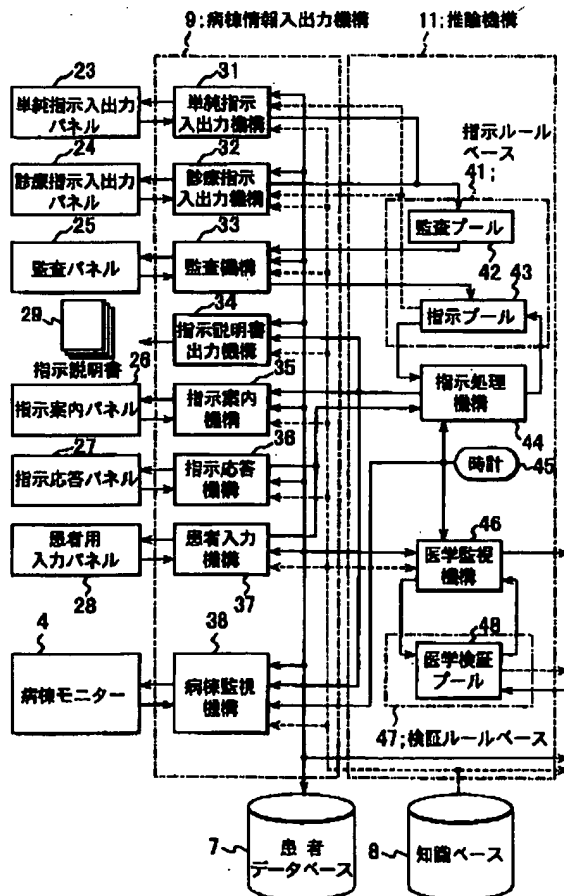 9;病棟情報入出力機構
11;推論機構
23
単純指示入出力
パネル
31
単純指示
入出力機構
指示ルール
ベース
41;
24
診療指示入出力
パネル
32
診療指示
入出力機構
監査プール
42
25
監査パネル
33
監査機構
43
指示プール
29
指示説明書
34
指示説明書
出力機構
26
指示案内パネル
35
指示案内
機構
指示処理
機構
44
27
指示応答パネル
36
指示応答
機構
時計
45
患者用
入力パネル
28
患者入力
機構
37
46
医学監視
機構
4
病棟モニター
38
病棟監視
機構
48
医学検証
プール
47;検証ルールベース
7
患者
データベース
8
知識ベース